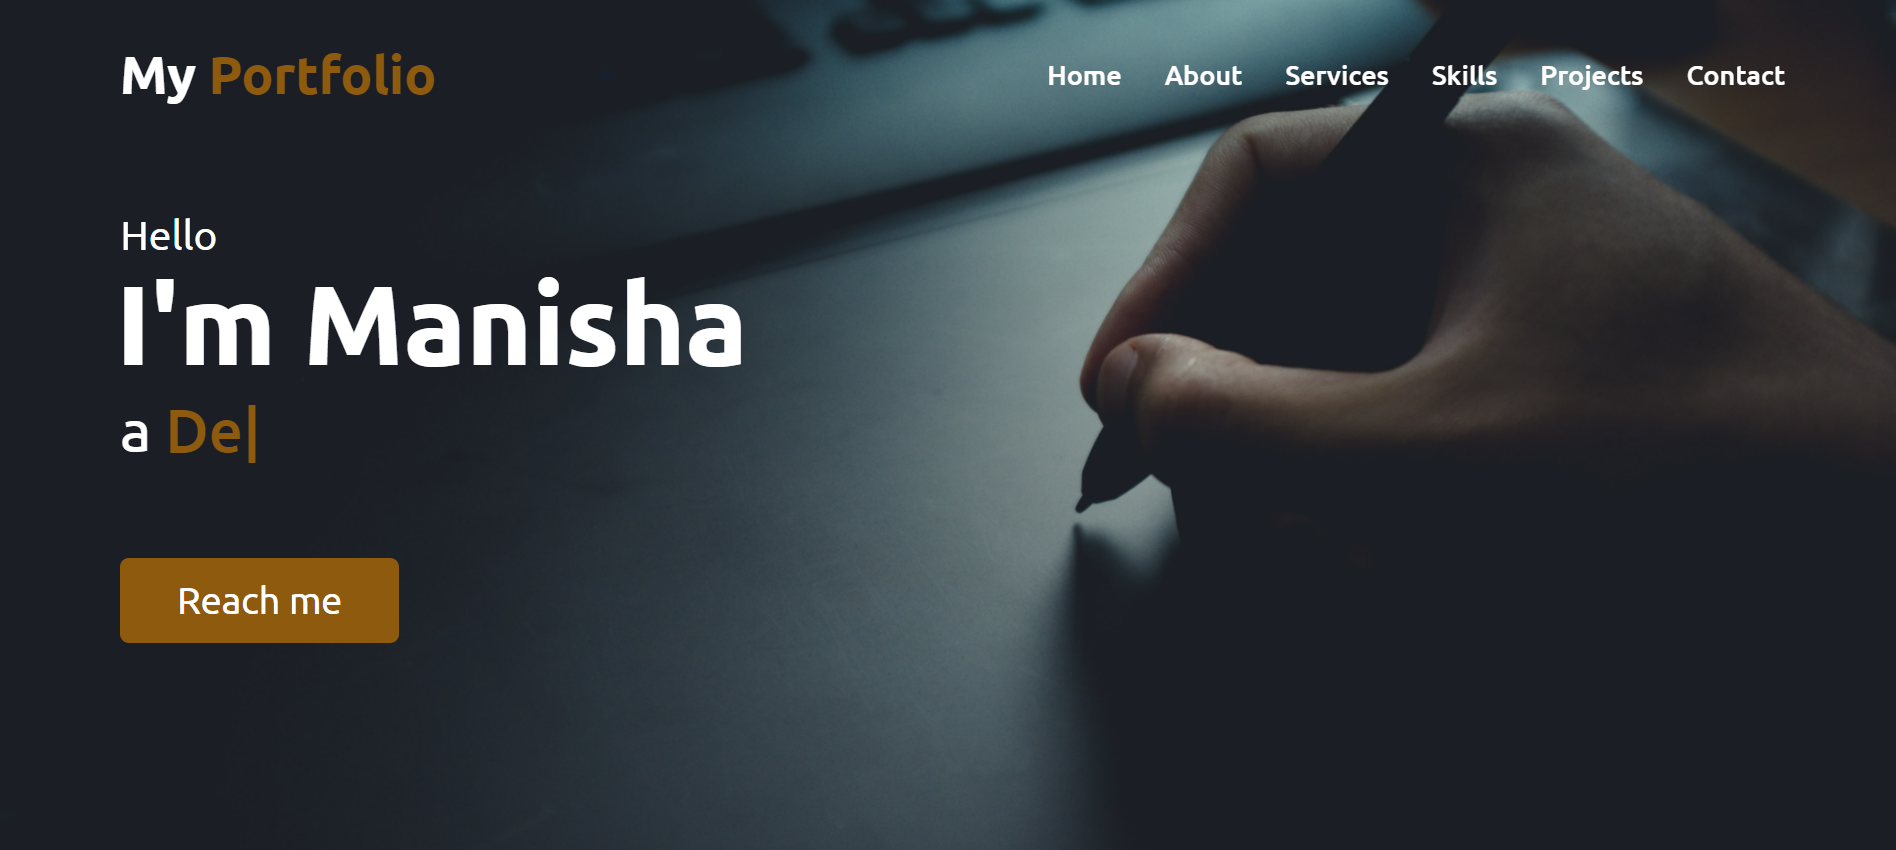 My Portfolio
Home About Services Skills Projects Contact
Hello
I'm Manisha
a De|
Reach me